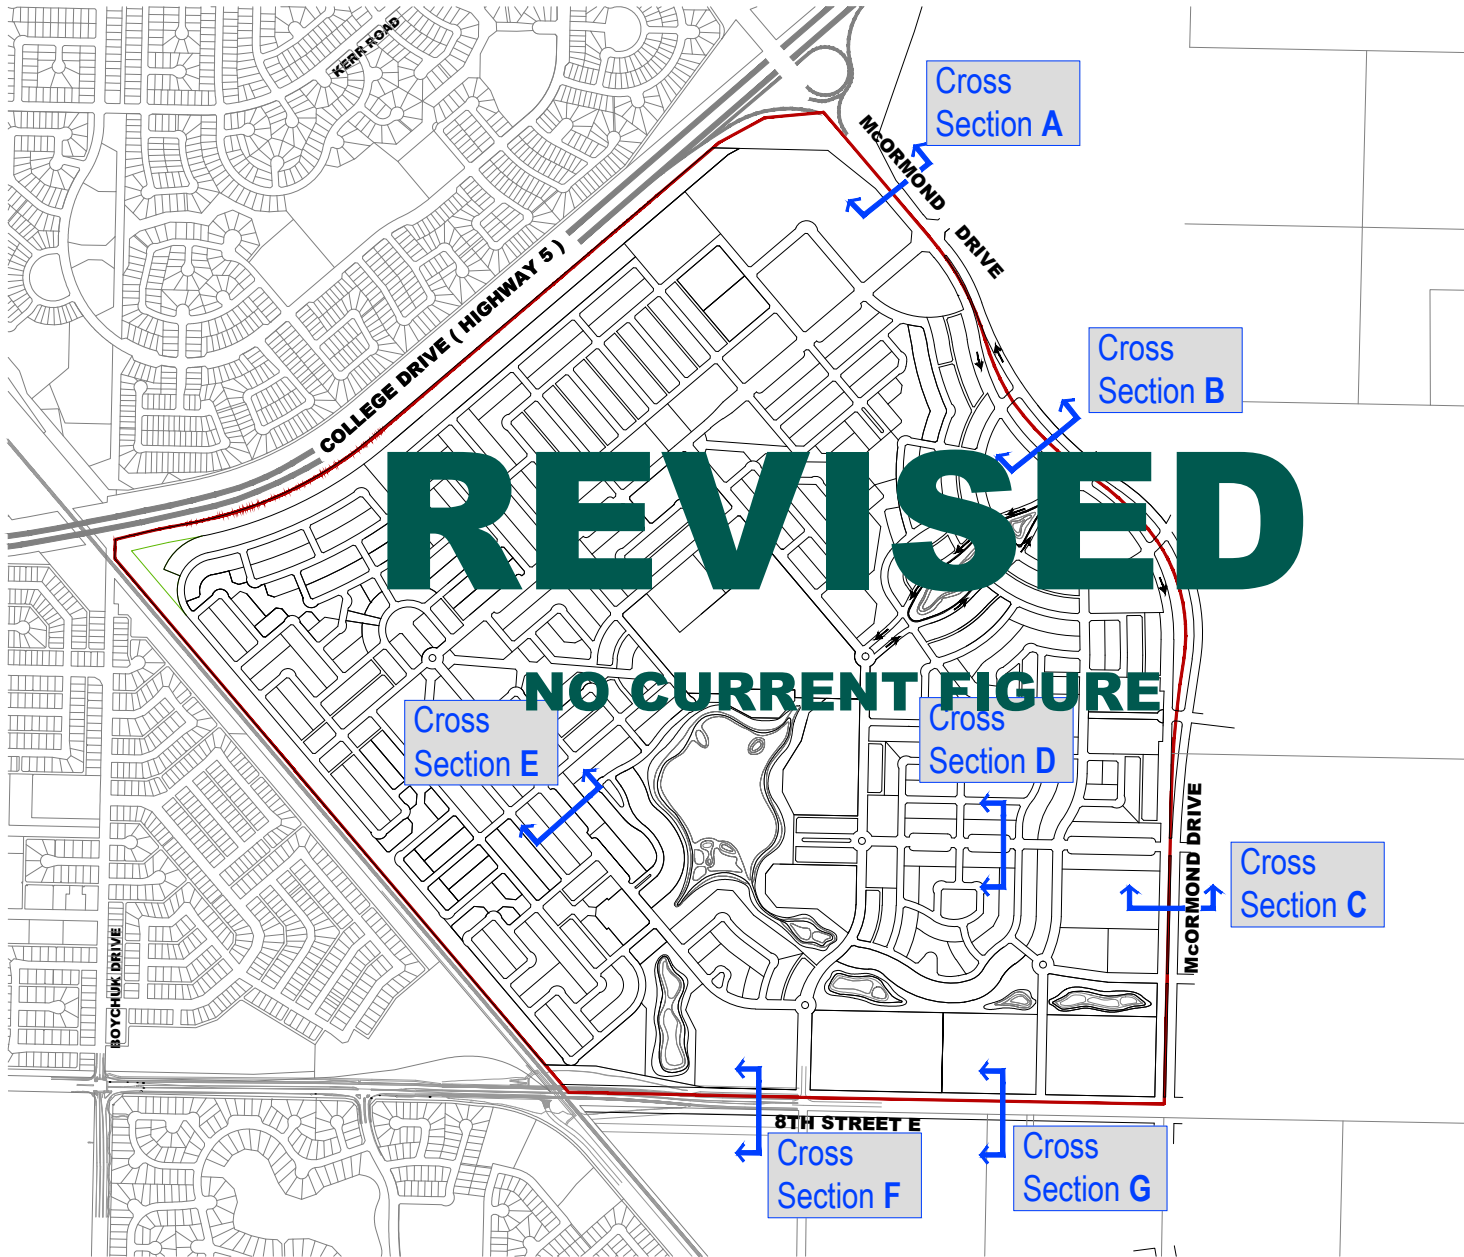 KERR ROAD
Cross
Section A
McORMOND
DRIVE
COLLEGE DRIVE ( HIGHWAY 5 )
Cross
Section B
REVISED
NO CURRENT FIGURE
Cross
Section E
Cross
Section D
McORMOND DRIVE
Cross
Section C
BOYCHUK DRIVE
8TH STREET E
Cross
Section F
Cross
Section G